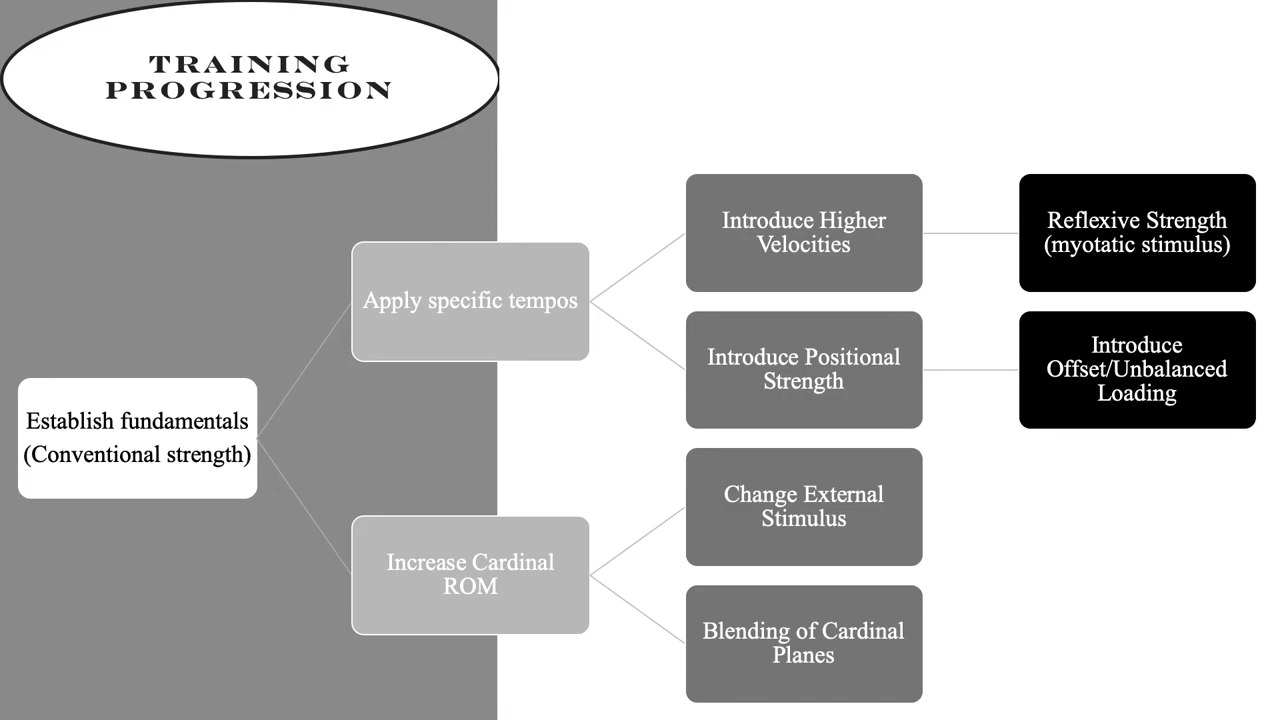 TRAINING
PROGRESSION
Establish fundamentals
(Conventional strength)
Apply specific tempos
Increase Cardinal
ROM
Introduce Higher
Velocities
Introduce Positional
Strength
Change External
Stimulus
Blending of Cardinal
Planes
Reflexive Strength
(myotatic stimulus)
Introduce
Offset/Unbalanced
Loading